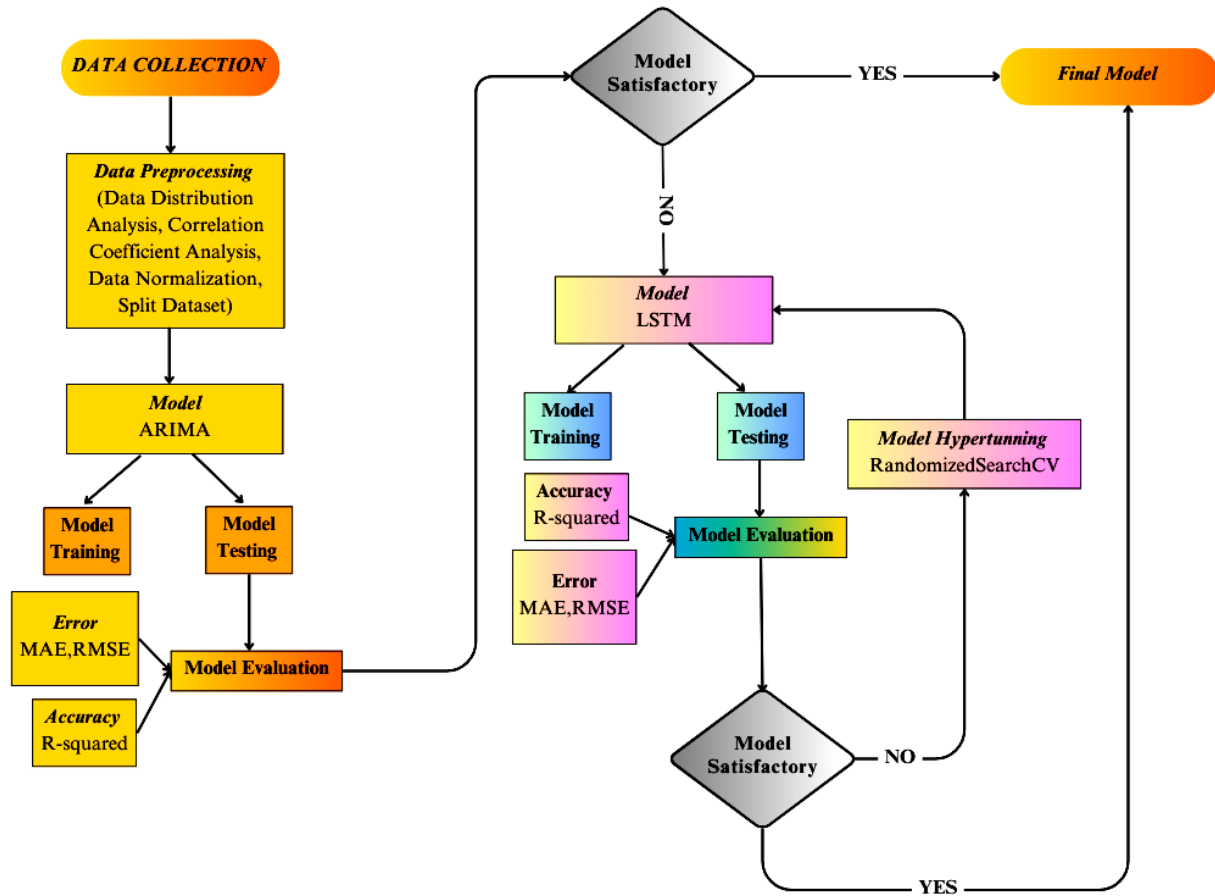 DATA COLLECTION
Data Preprocessing
(Data Distribution
Analysis, Correlation
Coefficient Analysis,
Data Normalization,
Split Dataset)
Model
ARIMA
Model
Training
Model
Testing
Error
MAE,RMSE
Accuracy
R-squared
Model Evaluation
Model
Satisfactory
YES
Final Model
NO
Model
LSTM
Model
Training
Model
Testing
Accuracy
R-squared
Error
MAE,RMSE
Model Evaluation
Model Hypertunning
RandomizedSearchCV
Model
Satisfactory
NO
YES